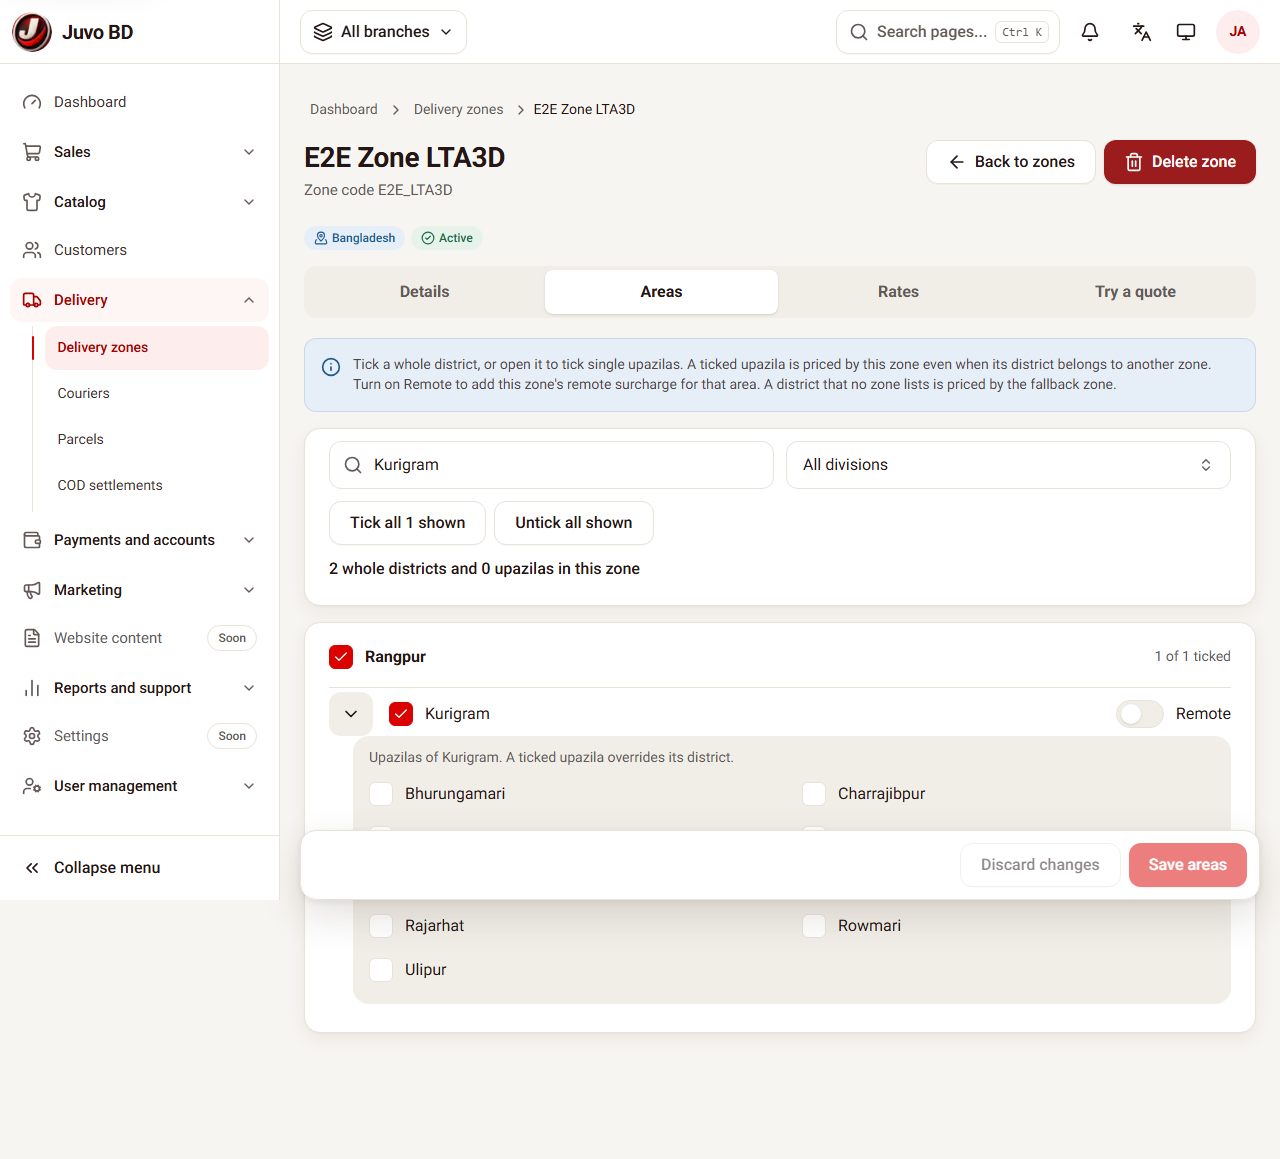 Juvo BD
All branches
Search pages...
Ctrl K
JA
Dashboard
Sales
Catalog
Customers
Delivery
Delivery zones
Couriers
Parcels
COD settlements
Payments and accounts
Marketing
Website content
Soon
Reports and support
Settings
Soon
User management
Collapse menu
Dashboard
Delivery zones
E2E Zone LTA3D
E2E Zone LTA3D
Zone code E2E_LTA3D
Back to zones
Delete zone
Bangladesh
Active
Details
Areas
Rates
Try a quote
Tick a whole district, or open it to tick single upazilas. A ticked upazila is priced by this zone even when its district belongs to another zone.
Turn on Remote to add this zone's remote surcharge for that area. A district that no zone lists is priced by the fallback zone.
Kurigram
All divisions
Tick all 1 shown
Untick all shown
2 whole districts and 0 upazilas in this zone
Rangpur
1 of 1 ticked
Kurigram
Remote
Upazilas of Kurigram. A ticked upazila overrides its district.
Bhurungamari
Charrajibpur
Discard changes
Save areas
Rajarhat
Rowmari
Ulipur